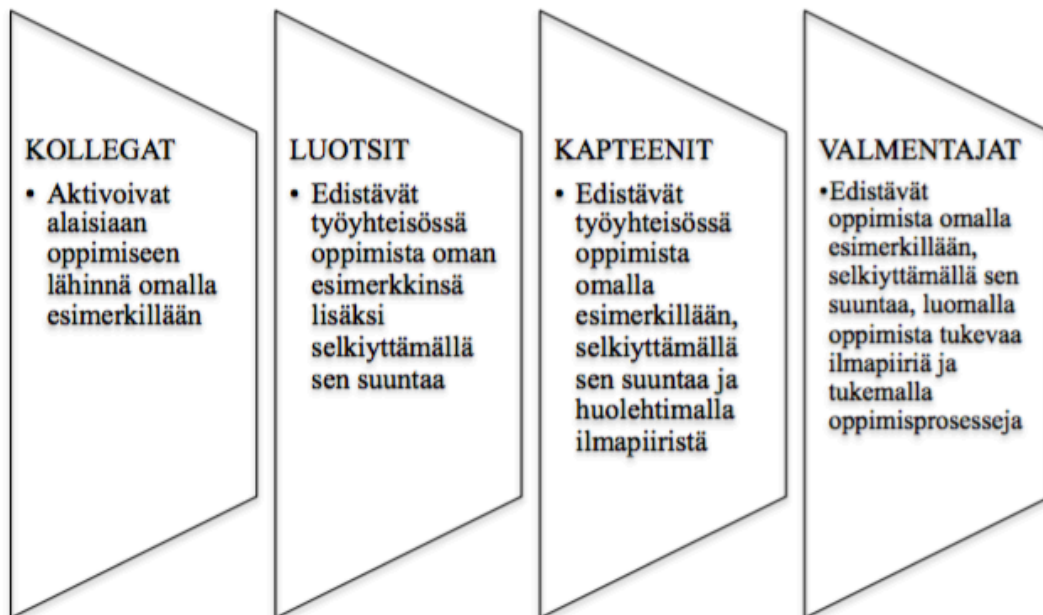 KOLLEGAT
• Aktivoivat
alaisiaan
oppimiseen
lähinnä omalla
esimerkillään
LUOTSIT
• Edistävät
työyhteisössä
oppimista oman
esimerkkinsä
lisäksi
selkiyttämällä
sen suuntaa
KAPTEENIT
• Edistävät
työyhteisössä
oppimista
omalla
esimerkillään,
selkiyttämällä
sen suuntaa ja
huolehtimalla
ilmapiiristä
VALMENTAJAT
•Edistävät
oppimista omalla
esimerkillään,
selkiyttämällä sen
suuntaa, luomalla
oppimista tukevaa
ilmapiiriä ja
tukemalla
oppimisprosesseja